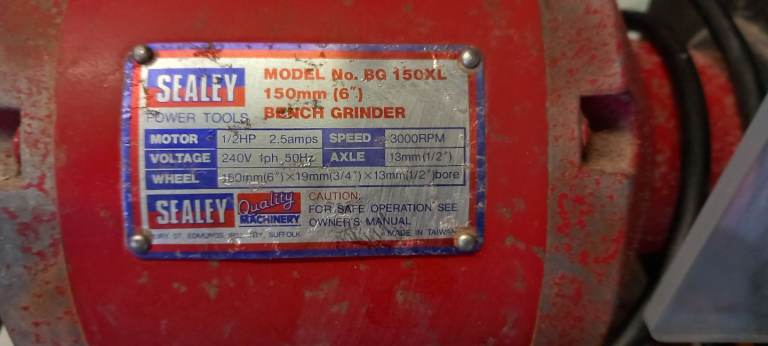 SEALEY
POWER TOOLS
MODEL No. BG 150XL
150mm (6")
BENCH GRINDER
MOTOR 1/2HP 2.5amps SPEED 3000RPM
VOLTAGE 240V 1ph 50Hz AXLE 13mm(1/2")
WHEEL 150mm(6")×19mm(3/4")×13mm(1/2")bore
SEALEY Quality MACHINERY
CAUTION:
FOR SAFE OPERATION SEE
OWNER'S MANUAL
ST. EDMUNDS, SUFFOLK
MADE IN TAIWAN